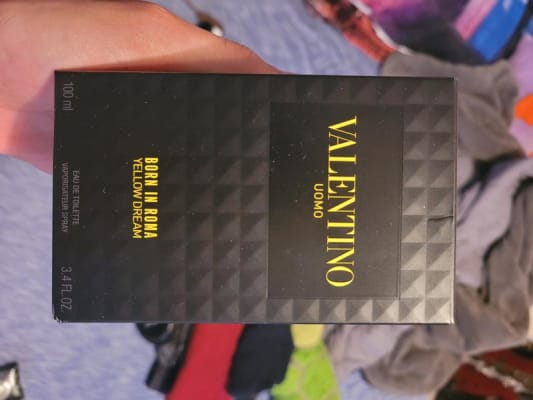 VALENTINO
UOMO
BORN IN ROMA
YELLOW DREAM
EAU DE TOILETTE
VAPORISATEUR SPRAY
100 ml
3.4 FL.OZ.